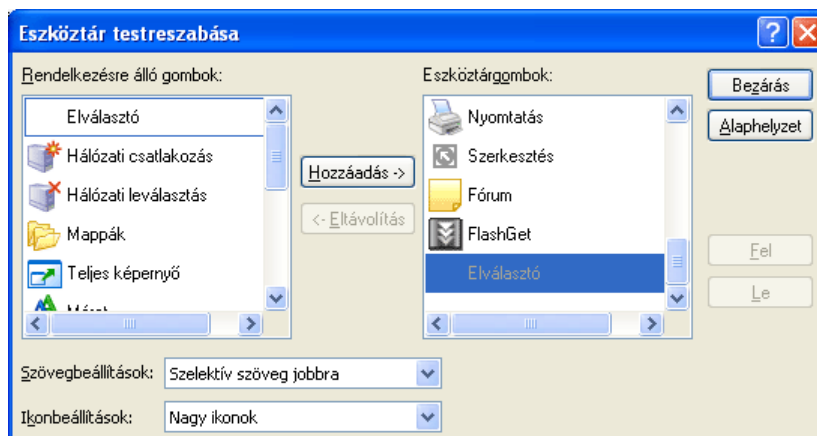 Eszköztár testreszabása
Rendelkezésre álló gombok:
Elválasztó
Hálózati csatlakozás
Hálózati leválasztás
Mappák
Teljes képernyő
Hozzáadás ->
<- Eltávolítás
Eszköztárgombok:
Nyomtatás
Szerkesztés
Fórum
FlashGet
Elválasztó
Bezárás
Alaphelyzet
Fel
Le
Szövegbeállítások: Szelektív szöveg jobbra
Ikonbeállítások: Nagy ikonok